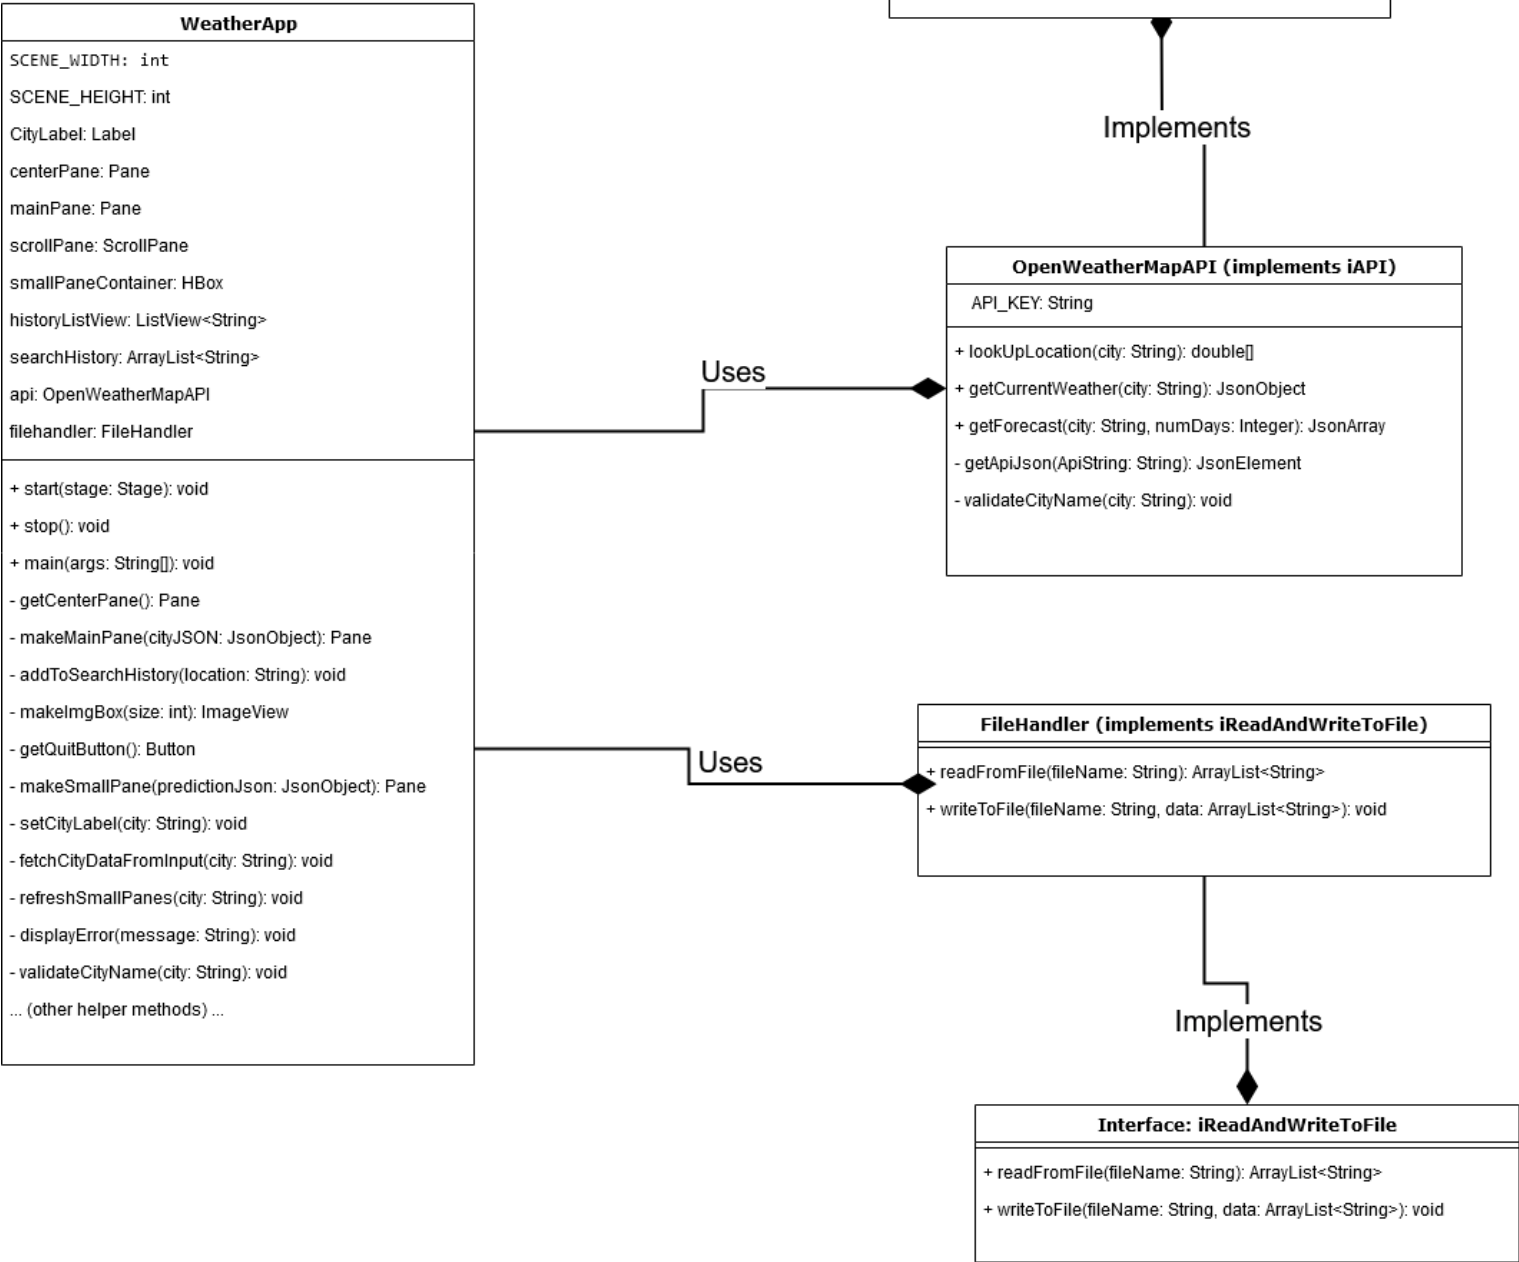 WeatherApp
SCENE_WIDTH: int
SCENE_HEIGHT: int
CityLabel: Label
centerPane: Pane
mainPane: Pane
scrollPane: ScrollPane
smallPaneContainer: HBox
historyListView: ListView<String>
searchHistory: ArrayList<String>
api: OpenWeatherMapAPI
filehandler: FileHandler
+ start(stage: Stage): void
+ stop(): void
+ main(args: String[]): void
- getCenterPane(): Pane
- makeMainPane(cityJSON: JsonObject): Pane
- addToSearchHistory(location: String): void
- makeImgBox(size: int): ImageView
- getQuitButton(): Button
- makeSmallPane(predictionJson: JsonObject): Pane
- setCityLabel(city: String): void
- fetchCityDataFromInput(city: String): void
- refreshSmallPanes(city: String): void
- displayError(message: String): void
- validateCityName(city: String): void
... (other helper methods) ...
Implements
Uses
OpenWeatherMapAPI (implements iAPI)
API_KEY: String
+ lookUpLocation(city: String): double[]
+ getCurrentWeather(city: String): JsonObject
+ getForecast(city: String, numDays: Integer): JsonArray
- getApiJson(ApiString: String): JsonElement
- validateCityName(city: String): void
Uses
FileHandler (implements iReadAndWriteToFile)
+ readFromFile(fileName: String): ArrayList<String>
+ writeToFile(fileName: String, data: ArrayList<String>): void
Implements
Interface: iReadAndWriteToFile
+ readFromFile(fileName: String): ArrayList<String>
+ writeToFile(fileName: String, data: ArrayList<String>): void